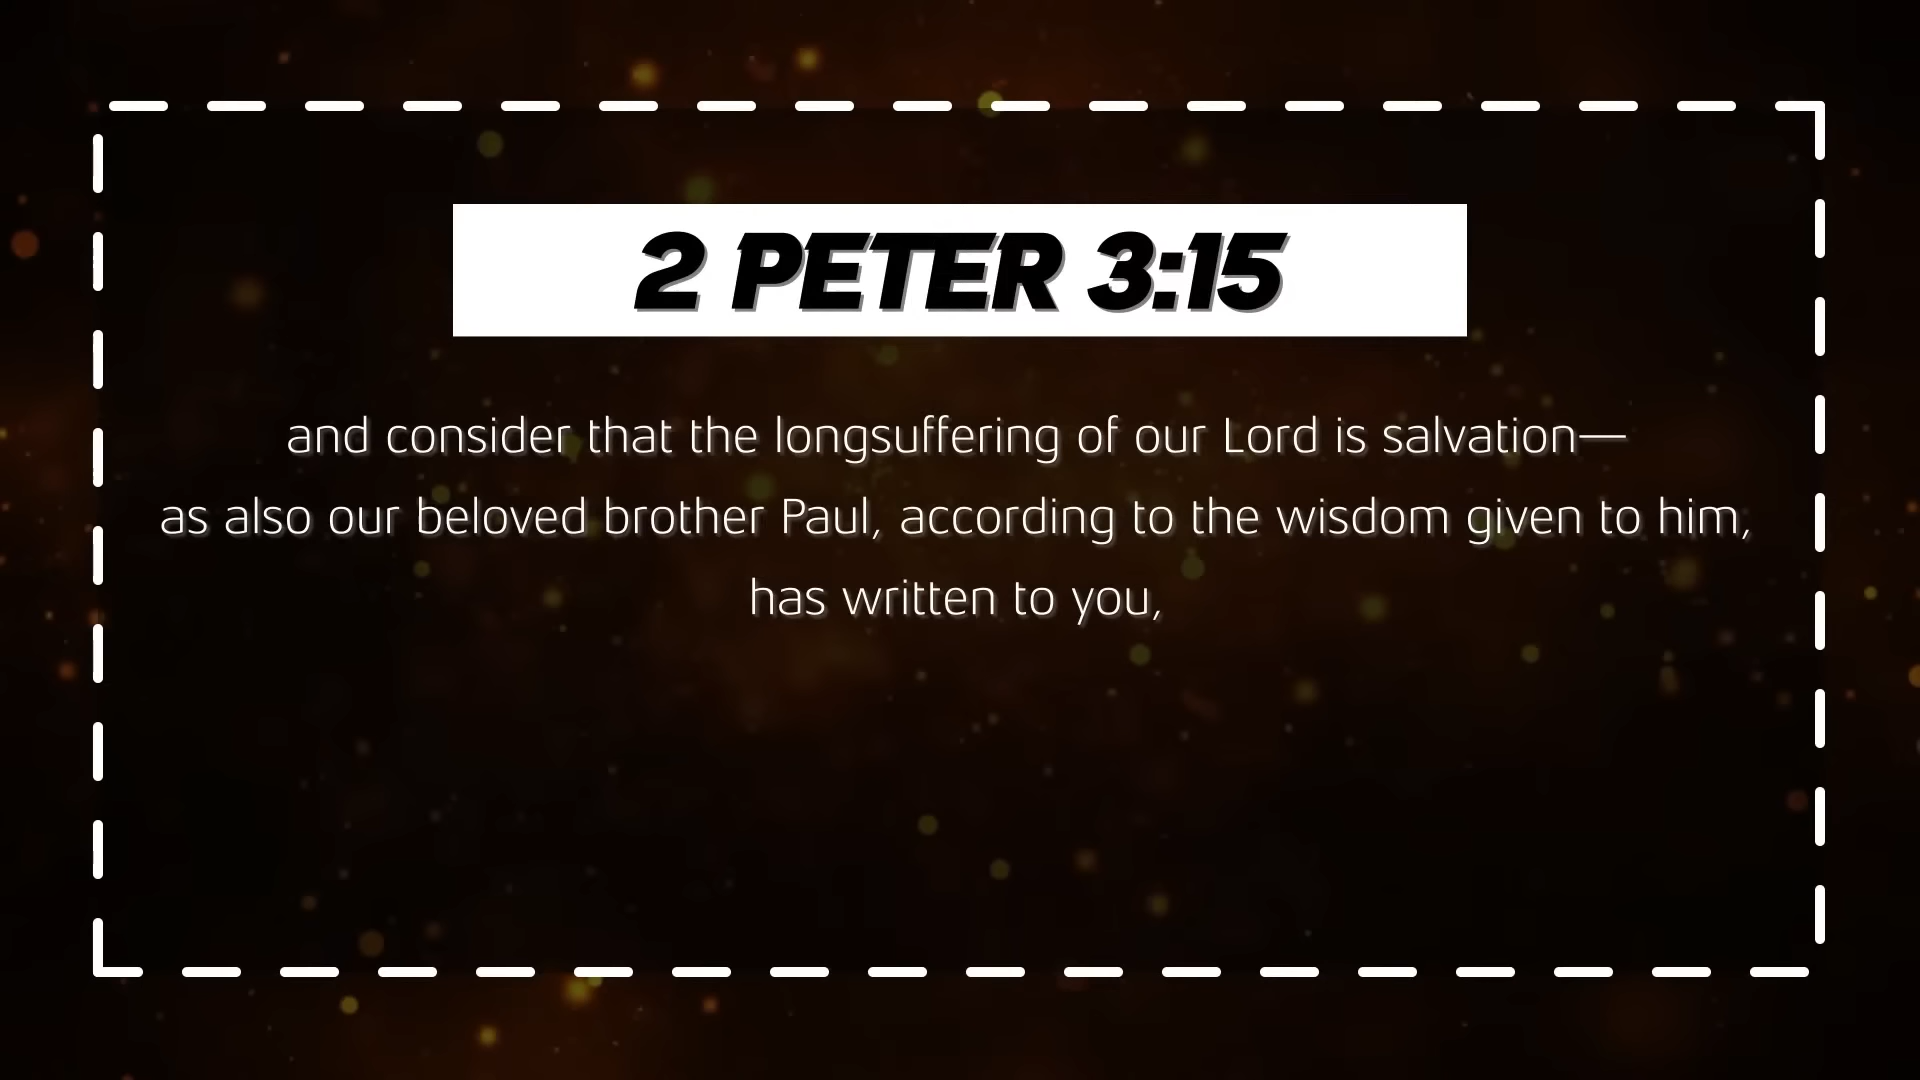 2 PETER 3:15
and consider that the longsuffering of our Lord is salvation—
as also our beloved brother Paul, according to the wisdom given to him,
has written to you,